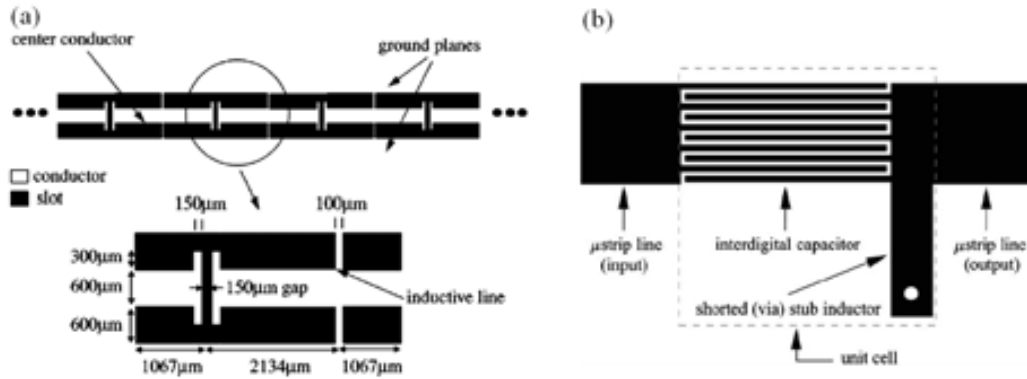 (a)
center conductor
ground planes
conductor
slot
150µm
100µm
300µm
600µm
150µm gap
inductive line
600µm
1067µm
2134µm
1067µm
(b)
µstrip line
(input)
interdigital capacitor
µstrip line
(output)
shorted (via) stub inductor
unit cell